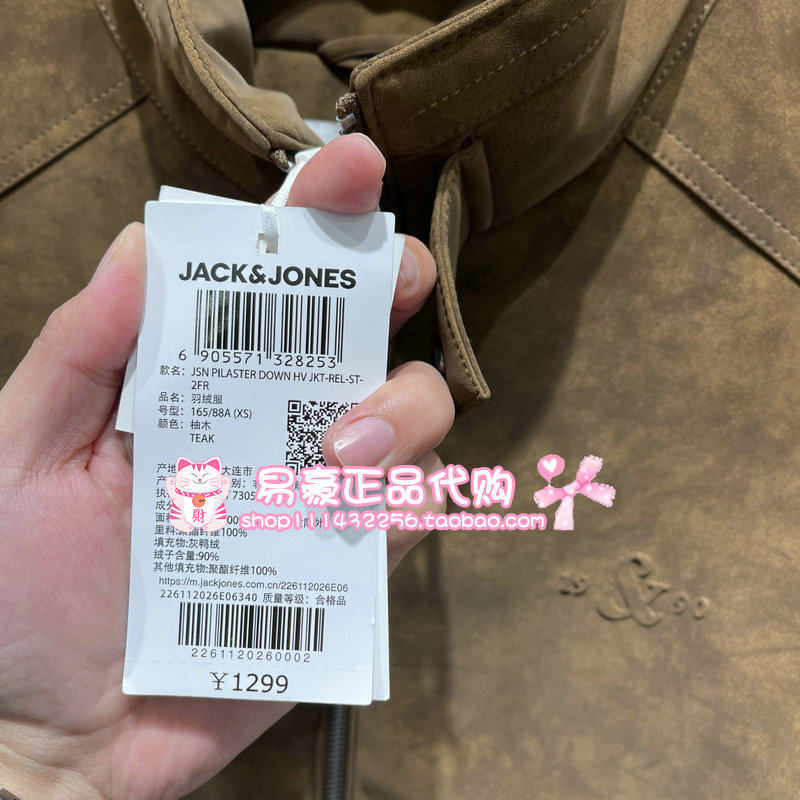 JACK&JONES
6 905571 328253
款名: JSN PILASTER DOWN HV JKT-REL-ST-
2FR
品名: 羽绒服
号型: 165/88A (XS)
颜色: 柚木
TEAK
大连市
7305
易豪正品代购
shop111432256.taobao.com
财
里料:聚酯纤维100%
填充物:灰鸭绒
绒子含量:90%
其他填充物:聚酯纤维100%
https://m.jackjones.com.cn/226112026E06
226112026E06340 质量等级: 合格品
2261120260002
￥1299
19 & 90